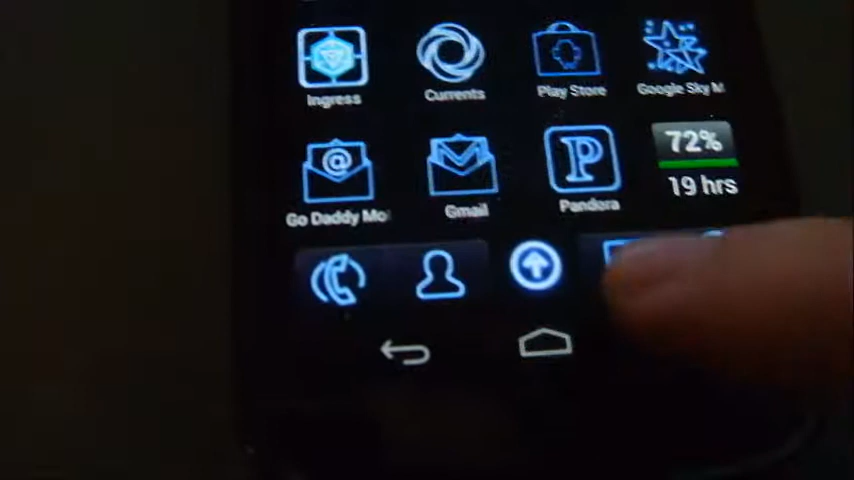 Ingress
Currents
Play Store
Google Sky M
72%
19 hrs
@
Go Daddy Mo
Gmail
P
Pandora